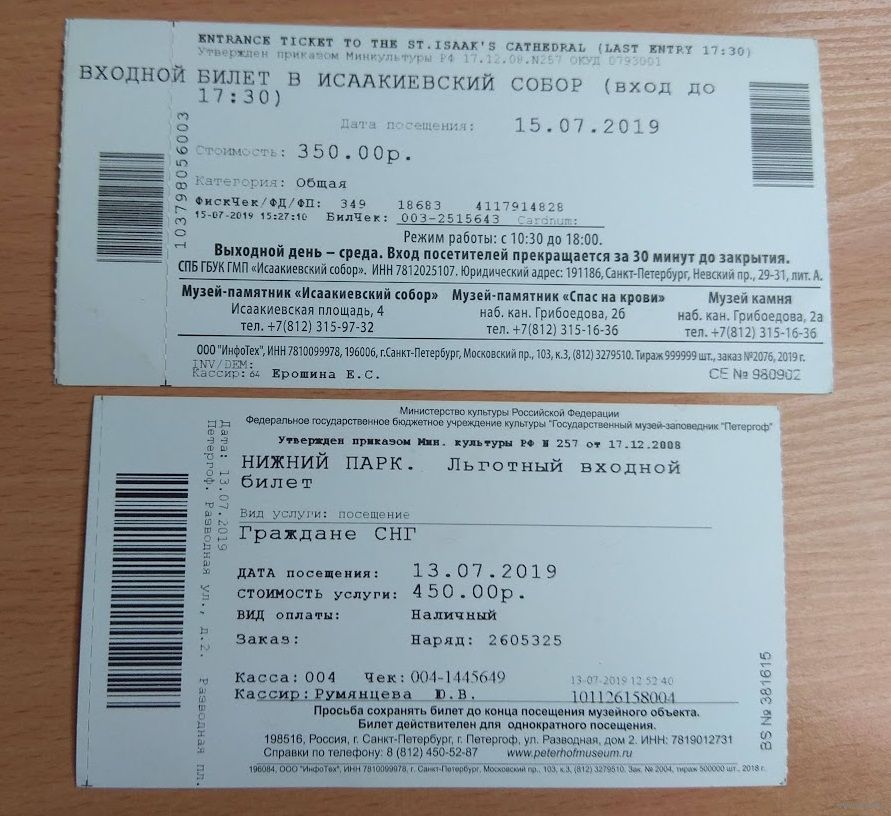 ENTRANCE TICKET TO THE ST.ISAAK'S CATHEDRAL (LAST ENTRY 17:30)
Утвержден приказом Минкультуры РФ 17.12.08.N257 ОКУД 0793001
ВХОДНОЙ БИЛЕТ В ИСААКИЕВСКИЙ СОБОР (вход до
17:30)
Дата посещения: 15.07.2019
Стоимость: 350.00р.
Категория: Общая
ФискЧек/ФД/ФП: 349 18683 4117914828
15-07-2019 15:27:10 БилЧек: 003-2515643 Cardnum:
Режим работы: с 10:30 до 18:00.
Выходной день – среда. Вход посетителей прекращается за 30 минут до закрытия.
СПБ ГБУК ГМП «Исаакиевский собор». ИНН 7812025107. Юридический адрес: 191186, Санкт-Петербург, Невский пр., 29-31, лит. А.
Музей-памятник «Исаакиевский собор» Музей-памятник «Спас на крови» Музей камня
Исаакиевская площадь, 4 наб. кан. Грибоедова, 2б наб. кан. Грибоедова, 2а
тел. +7(812) 315-97-32 тел. +7(812) 315-16-36 тел. +7(812) 315-16-36
ООО "ИнфоТех", ИНН 7810099978, 196006, г.Санкт-Петербург, Московский пр., 103, к.3, (812) 3279510. Тираж 999999 шт., заказ №2076, 2019 г.
INV/DEM:
Кассир: 64 Ерошина Е.С. СЕ № 980902
103798056003
Министерство культуры Российской Федерации
Федеральное государственное бюджетное учреждение культуры "Государственный музей-заповедник "Петергоф"
Утвержден приказом Мин. культуры РФ N 257 от 17.12.2008
НИЖНИЙ ПАРК. Льготный входной
билет
Вид услуги: посещение
Граждане СНГ
ДАТА посещения: 13.07.2019
СТОИМОСТЬ услуги: 450.00р.
ВИД оплаты: Наличный
Заказ: Наряд: 2605325
Касса: 004 Чек: 004-1445649 13-07-2019 12 52 40
Кассир: Румянцева Ю.В. 101126158004
Просьба сохранять билет до конца посещения музейного объекта.
Билет действителен для однократного посещения.
198516, Россия, г. Санкт-Петербург, г. Петергоф, ул. Разводная, дом 2. ИНН: 7819012731
Справки по телефону: 8 (812) 450-52-87 www.peterhofmuseum.ru
196084, ООО "ИнфоТех", ИНН 7810099978, г. Санкт-Петербург, Московский пр., 103, к.3, (812) 3279510. Зак. № 2004, тираж 500000 шт., 2018 г.
Дата: 13.07.2019
Петергоф. Разводная ул., д.2. Разводная пл.
BS № 381615